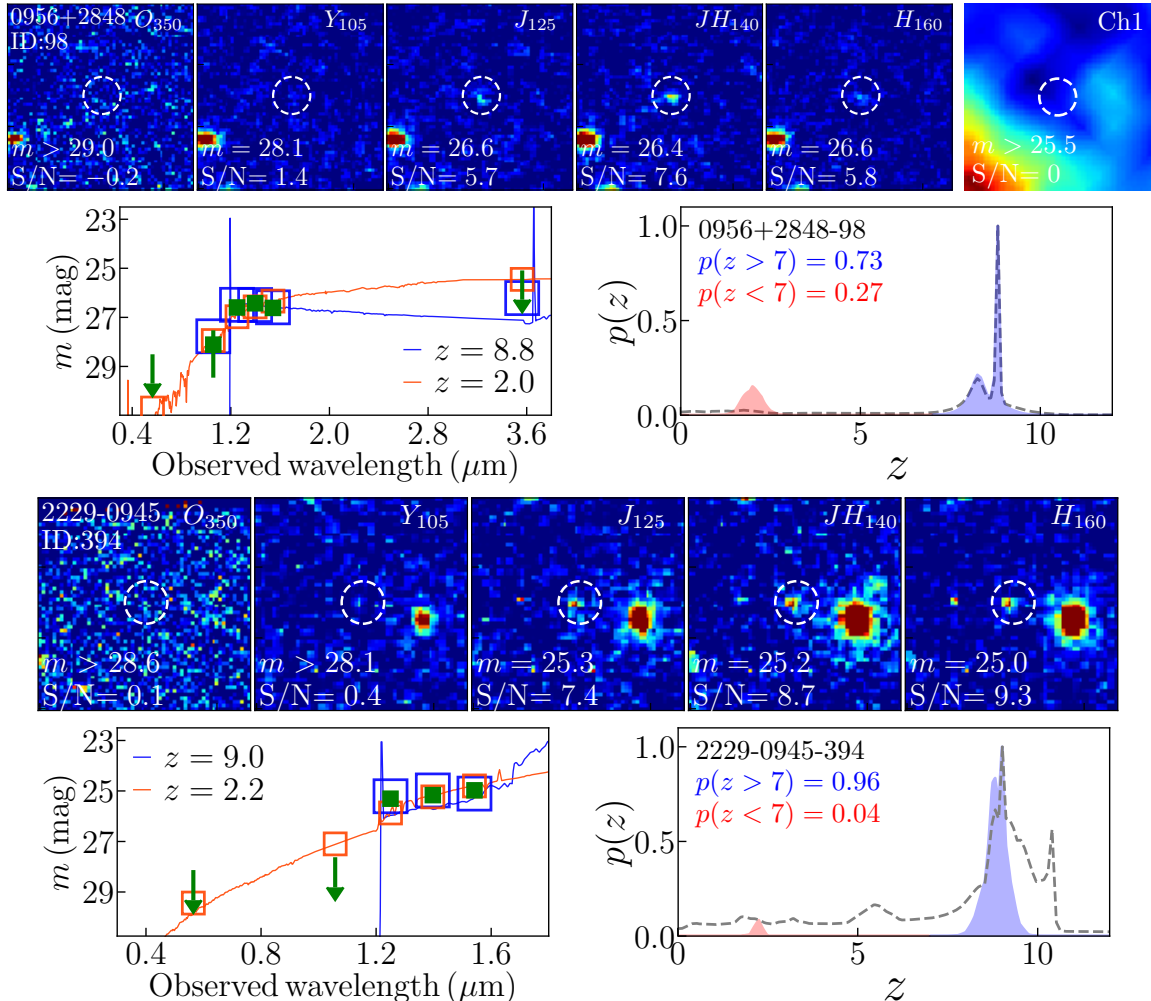 0956+2848 O350
ID:98
m > 29.0
S/N= −0.2
Y105
m = 28.1
S/N= 1.4
J125
m = 26.6
S/N= 5.7
JH140
m = 26.4
S/N= 7.6
H160
m = 26.6
S/N= 5.8
Ch1
m > 25.5
S/N= 0
23
25
27
29
m (mag)
z = 8.8
z = 2.0
0.4 1.2 2.0 2.8 3.6
Observed wavelength (μm)
1.0
0.5
0.0
p(z)
0956+2848-98
p(z > 7) = 0.73
p(z < 7) = 0.27
0 5 10
z
2229-0945 O350
ID:394
m > 28.6
S/N= 0.1
Y105
m > 28.1
S/N= 0.4
J125
m = 25.3
S/N= 7.4
JH140
m = 25.2
S/N= 8.7
H160
m = 25.0
S/N= 9.3
23
25
27
29
m (mag)
z = 9.0
z = 2.2
0.4 0.8 1.2 1.6
Observed wavelength (μm)
1.0
0.5
0.0
p(z)
2229-0945-394
p(z > 7) = 0.96
p(z < 7) = 0.04
0 5 10
z